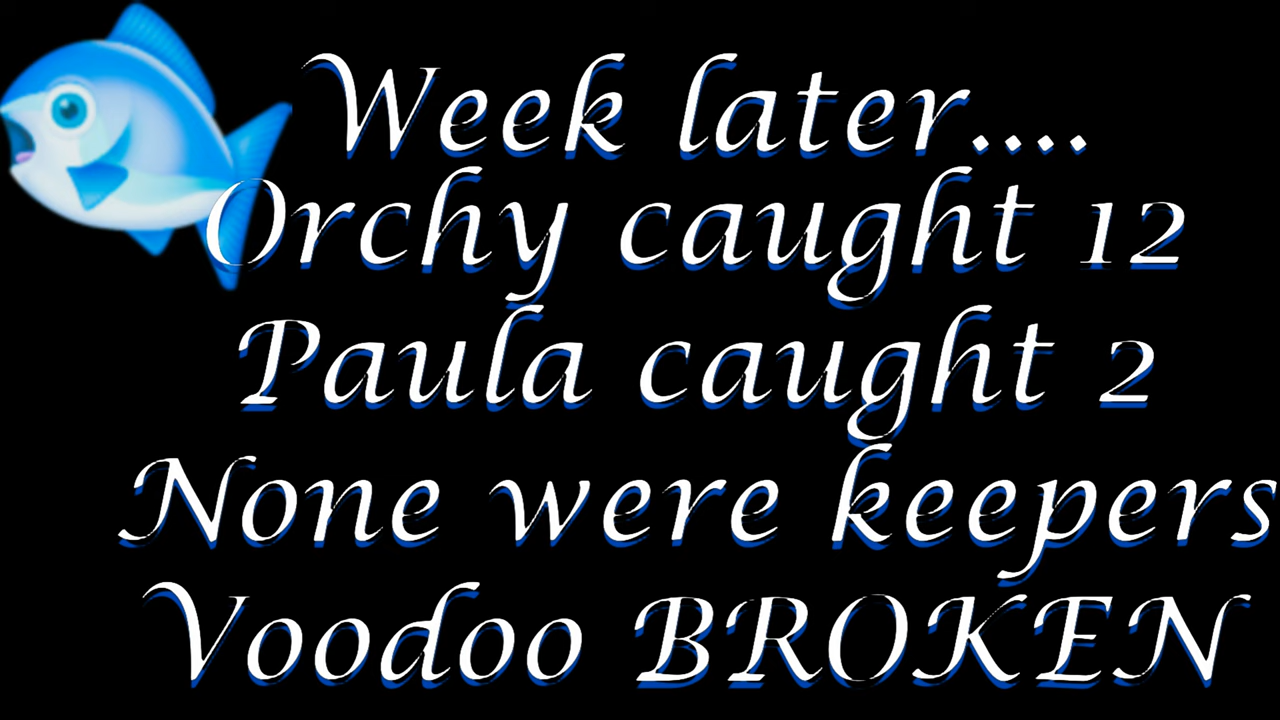 Week later....
Orchy caught 12
Paula caught 2
None were keepers
Voodoo BROKEN